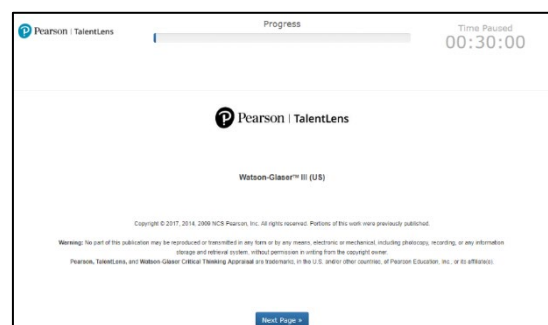 Pearson | TalentLens
Progress
Time Paused
00:30:00
Pearson | TalentLens
Watson-Glaser™ III (US)
Copyright © 2017, 2014, 2009 NCS Pearson, Inc. All rights reserved. Portions of this work were previously published.
Warning: No part of this publication may be reproduced or transmitted in any form or by any means, electronic or mechanical, including photocopy, recording, or any information
storage and retrieval system, without permission in writing from the copyright owner.
Pearson, TalentLens, and Watson-Glaser Critical Thinking Appraisal are trademarks, in the U.S. and/or other countries, of Pearson Education, Inc., or its affiliate(s).
Next Page »